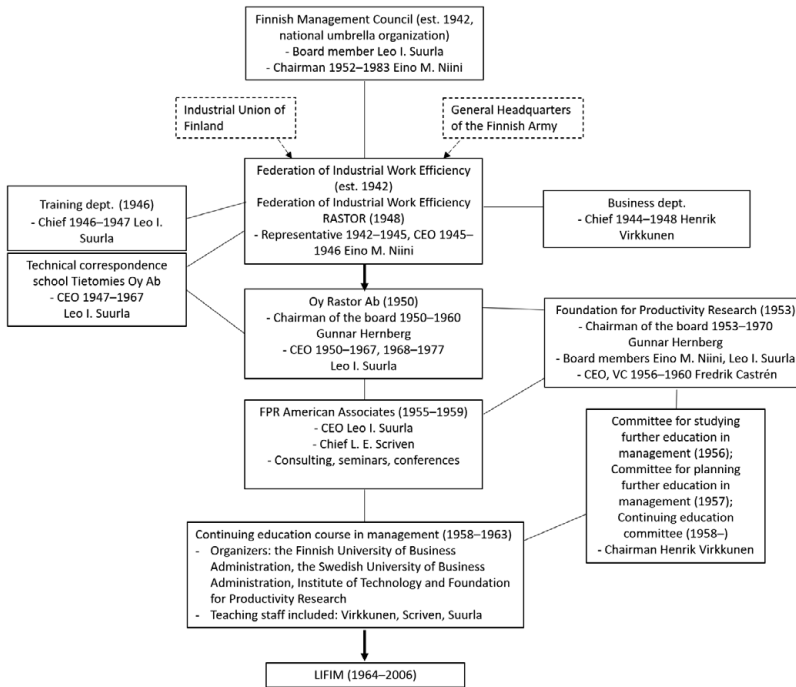 Finnish Management Council (est. 1942,
national umbrella organization)
- Board member Leo I. Suurla
- Chairman 1952–1983 Eino M. Niini
Industrial Union of
Finland
General Headquarters
of the Finnish Army
Federation of Industrial Work Efficiency
(est. 1942)
Federation of Industrial Work Efficiency
RASTOR (1948)
- Representative 1942–1945, CEO 1945–
1946 Eino M. Niini
Training dept. (1946)
- Chief 1946–1947 Leo I.
Suurla
Business dept.
- Chief 1944–1948 Henrik
Virkkunen
Technical correspondence
school Tietomies Oy Ab
- CEO 1947–1967
Leo I. Suurla
Oy Rastor Ab (1950)
- Chairman of the board 1950–1960
Gunnar Hernberg
- CEO 1950–1967, 1968–1977
Leo I. Suurla
Foundation for Productivity Research (1953)
- Chairman of the board 1953–1970
Gunnar Hernberg
- Board members Eino M. Niini, Leo I. Suurla
- CEO, VC 1956–1960 Fredrik Castrén
FPR American Associates (1955–1959)
- CEO Leo I. Suurla
- Chief L. E. Scriven
- Consulting, seminars, conferences
Committee for studying
further education in
management (1956);
Committee for planning
further education in
management (1957);
Continuing education
committee (1958–)
- Chairman Henrik Virkkunen
Continuing education course in management (1958–1963)
- Organizers: the Finnish University of Business
Administration, the Swedish University of Business
Administration, Institute of Technology and Foundation
for Productivity Research
- Teaching staff included: Virkkunen, Scriven, Suurla
LIFIM (1964–2006)